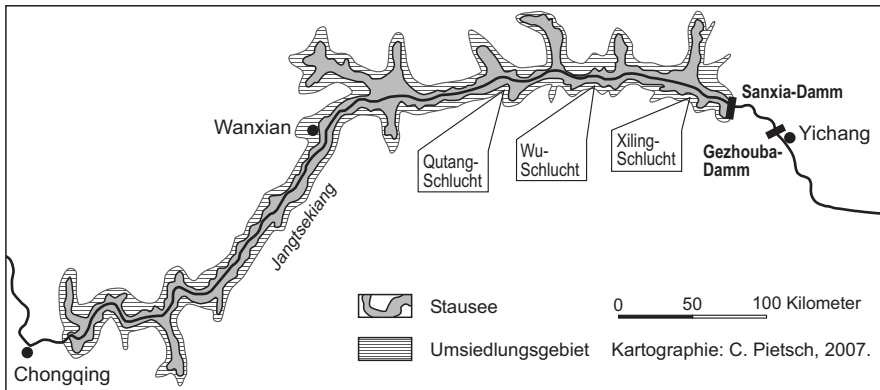 Sanxia-Damm
Wanxian
Yichang
Gezhouba-
Damm
Qutang-
Schlucht
Wu-
Schlucht
Xiling-
Schlucht
Jangtsekiang
Stausee
0 50 100 Kilometer
Umsiedlungsgebiet
Kartographie: C. Pietsch, 2007.
Chongqing